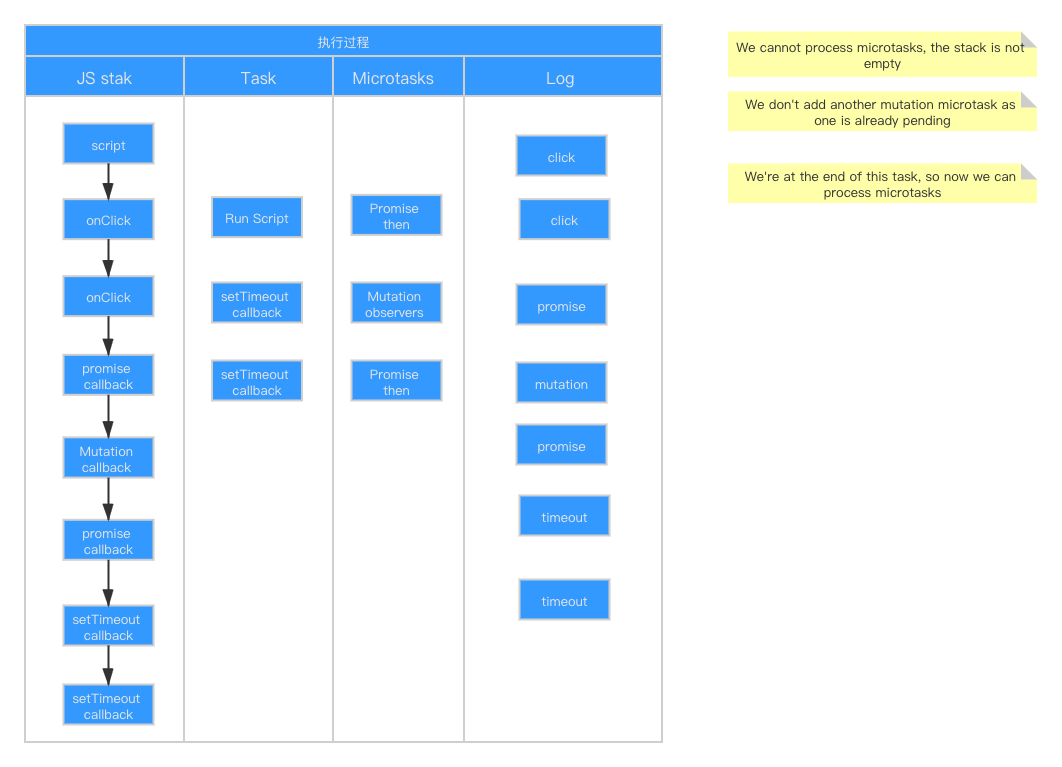 执行过程
JS stak
Task
Microtasks
Log
script
onClick
onClick
promise
callback
Mutation
callback
promise
callback
setTimeout
callback
setTimeout
callback
Run Script
setTimeout
callback
setTimeout
callback
Promise
then
Mutation
observers
Promise
then
click
click
promise
mutation
promise
timeout
timeout
We cannot process microtasks, the stack is not
empty
We don't add another mutation microtask as
one is already pending
We're at the end of this task, so now we can
process microtasks